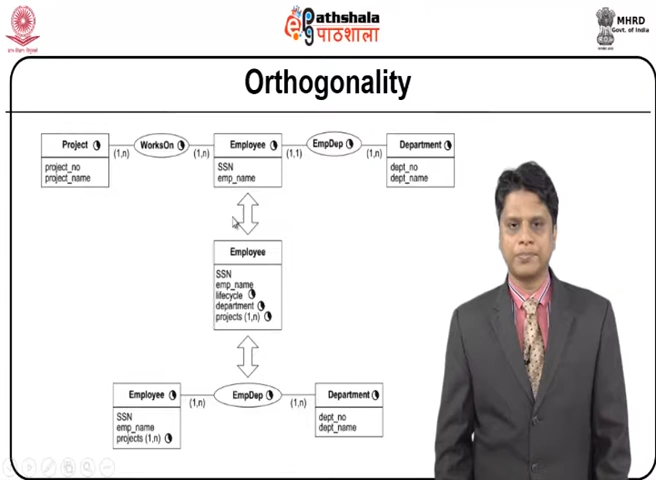 ePathshala
पाठशाला
MHRD
Govt. of India
Orthogonality
Project WorksOn Employee EmpDep Department
(1,n) (1,n) (1,1) (1,n)
project_no SSN dept_no
project_name emp_name dept_name
Employee
SSN
emp_name
lifecycle
department
projects (1,n)
Employee EmpDep Department
(1,n) (1,n)
SSN dept_no
emp_name dept_name
projects (1,n)